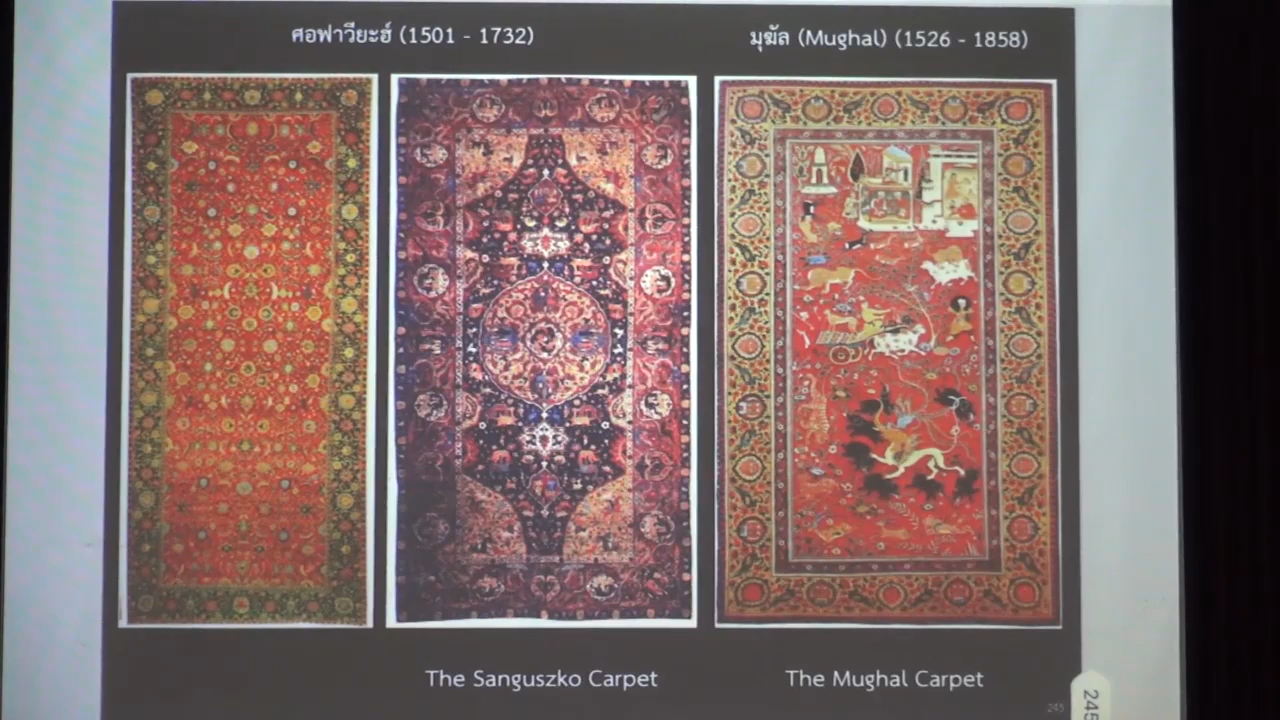 ศอฟาวียะฮ์ (1501 - 1732)
มุฆัล (Mughal) (1526 - 1858)
The Sanguszko Carpet
The Mughal Carpet
245
245